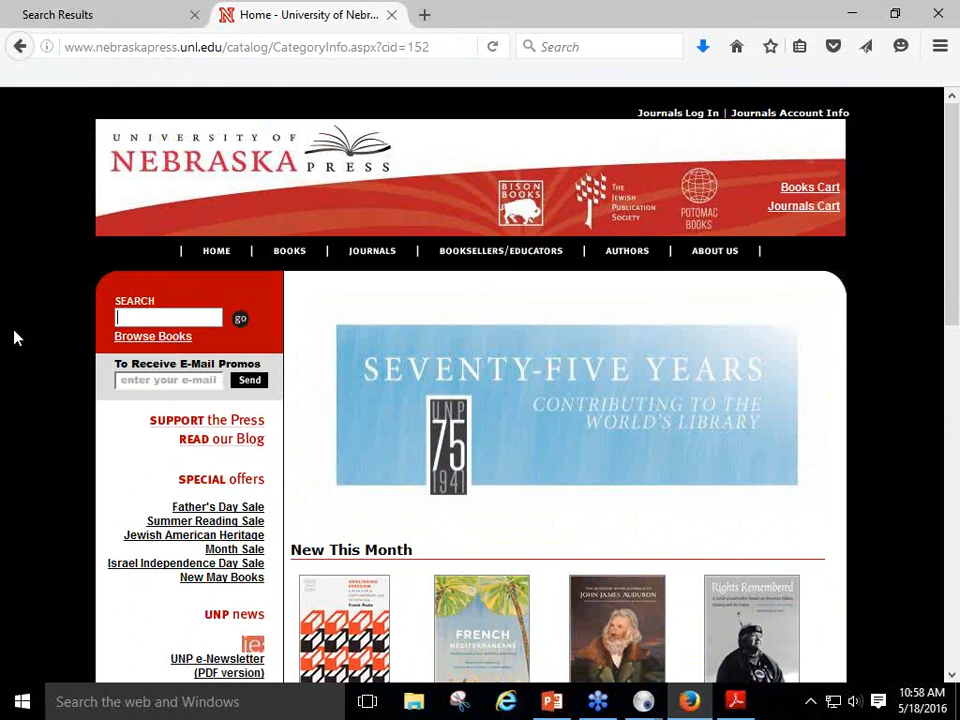 Search Results
Home - University of Nebr...
www.nebraskapress.unl.edu/catalog/CategoryInfo.aspx?cid=152
Search
Journals Log In | Journals Account Info
UNIVERSITY OF
NEBRASKA PRESS
BISON
BOOKS
THE
JEWISH
PUBLICATION
SOCIETY
POTOMAC
BOOKS
Books Cart
Journals Cart
| HOME | BOOKS | JOURNALS | BOOKSELLERS/EDUCATORS | AUTHORS | ABOUT US |
SEARCH
go
Browse Books
To Receive E-Mail Promos
enter your e-mail
Send
SUPPORT the Press
READ our Blog
SPECIAL offers
Father's Day Sale
Summer Reading Sale
Jewish American Heritage
Month Sale
Israel Independence Day Sale
New May Books
UNP news
UNP e-Newsletter
(PDF version)
SEVENTY-FIVE YEARS
CONTRIBUTING TO THE
WORLD'S LIBRARY
UNP
75
1941
New This Month
ABOLISHING
FREEDOM
Frank Ruda
FRENCH
MEDITERRANEANS
JOHN JAMES AUDUBON
Rights Remembered
Search the web and Windows
10:58 AM
5/18/2016